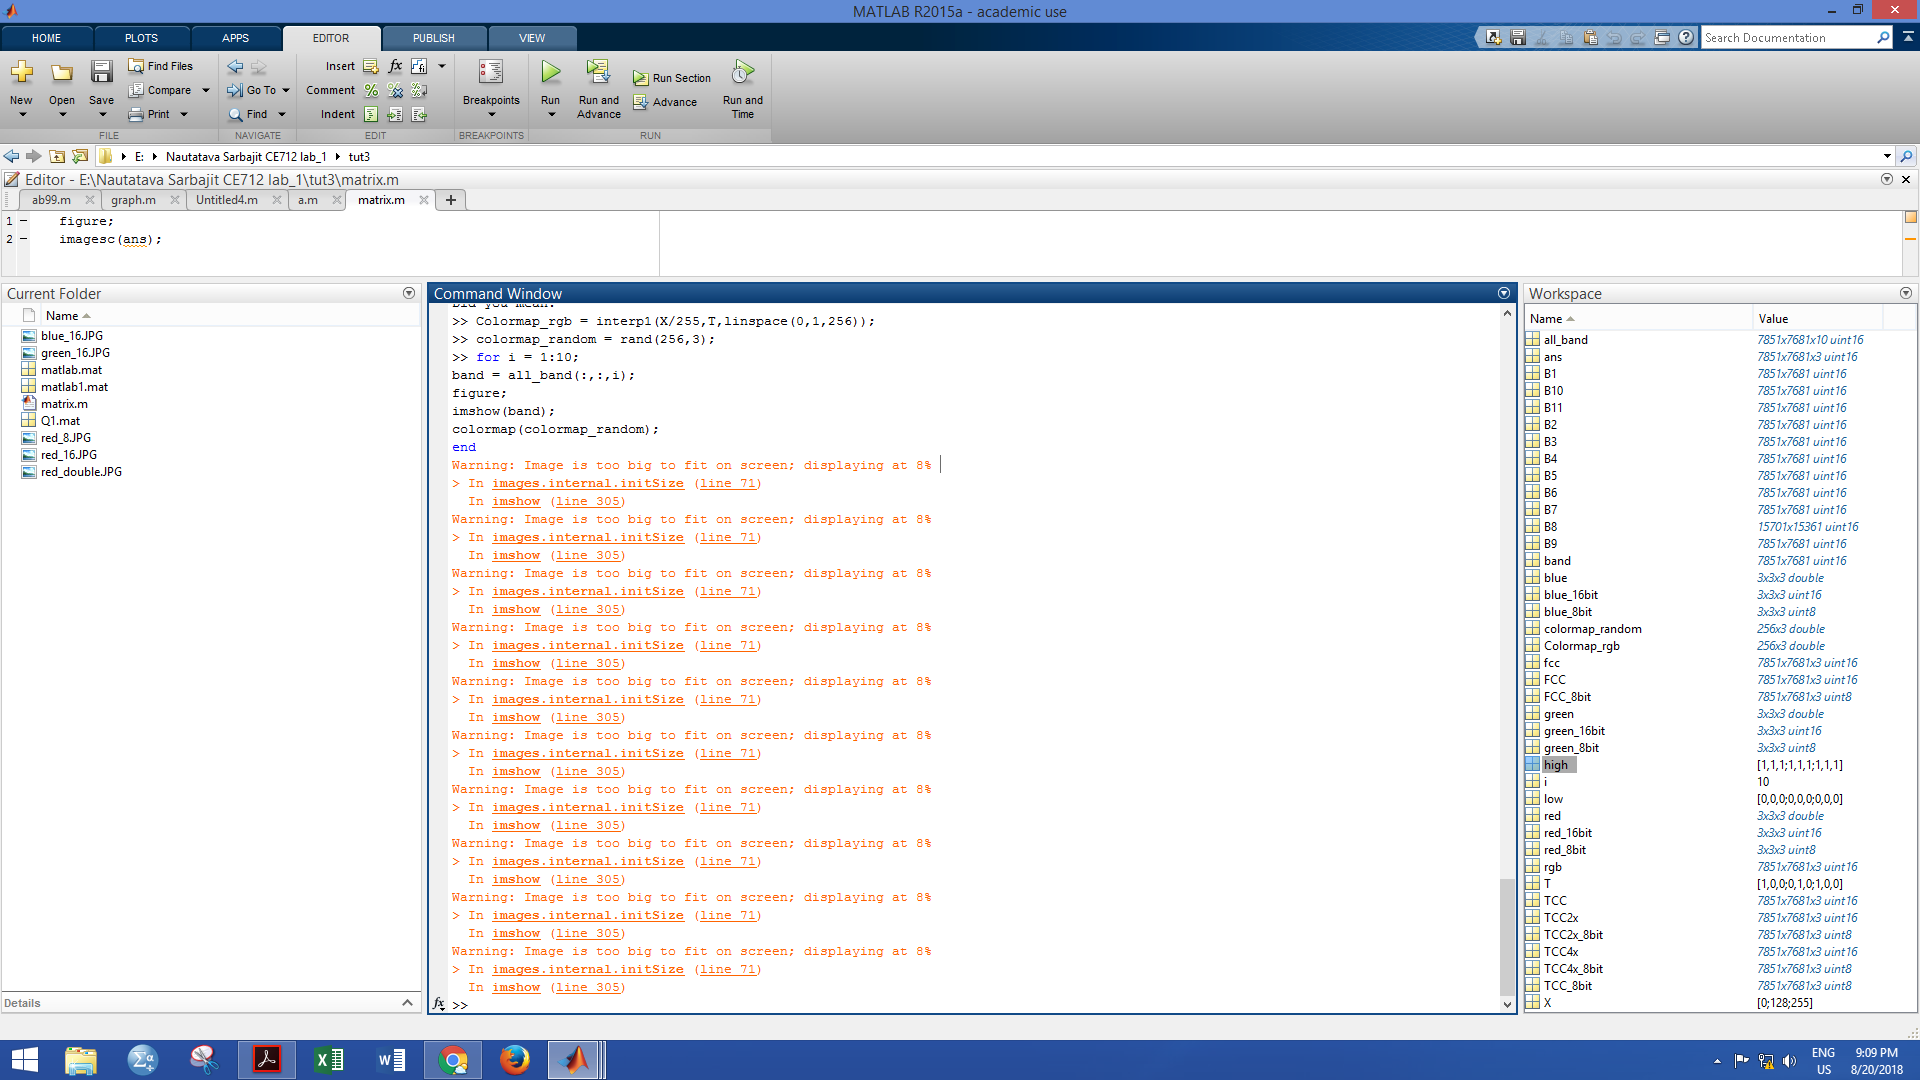 MATLAB R2015a - academic use
HOME PLOTS APPS EDITOR PUBLISH VIEW
Search Documentation
New Open Save Find Files Compare Print
Go To Find
Insert fx Comment Indent
Breakpoints
Run Run and Advance Run Section Advance Run and Time
FILE NAVIGATE EDIT BREAKPOINTS RUN
E: Nautatava Sarbajit CE712 lab_1 tut3
Editor - E:\Nautatava Sarbajit CE712 lab_1\tut3\matrix.m
ab99.m graph.m Untitled4.m a.m matrix.m
1 figure;
2 imagesc(ans);
Current Folder
Name
blue_16.JPG
green_16.JPG
matlab.mat
matlab1.mat
matrix.m
Q1.mat
red_8.JPG
red_16.JPG
red_double.JPG
Details
Command Window
Did you mean:
>> Colormap_rgb = interp1(X/255,T,linspace(0,1,256));
>> colormap_random = rand(256,3);
>> for i = 1:10;
band = all_band(:,:,i);
figure;
imshow(band);
colormap(colormap_random);
end
Warning: Image is too big to fit on screen; displaying at 8%
> In images.internal.initSize (line 71)
In imshow (line 305)
Warning: Image is too big to fit on screen; displaying at 8%
> In images.internal.initSize (line 71)
In imshow (line 305)
Warning: Image is too big to fit on screen; displaying at 8%
> In images.internal.initSize (line 71)
In imshow (line 305)
Warning: Image is too big to fit on screen; displaying at 8%
> In images.internal.initSize (line 71)
In imshow (line 305)
Warning: Image is too big to fit on screen; displaying at 8%
> In images.internal.initSize (line 71)
In imshow (line 305)
Warning: Image is too big to fit on screen; displaying at 8%
> In images.internal.initSize (line 71)
In imshow (line 305)
Warning: Image is too big to fit on screen; displaying at 8%
> In images.internal.initSize (line 71)
In imshow (line 305)
Warning: Image is too big to fit on screen; displaying at 8%
> In images.internal.initSize (line 71)
In imshow (line 305)
Warning: Image is too big to fit on screen; displaying at 8%
> In images.internal.initSize (line 71)
In imshow (line 305)
Warning: Image is too big to fit on screen; displaying at 8%
> In images.internal.initSize (line 71)
In imshow (line 305)
fx >>
Workspace
Name Value
all_band 7851x7681x10 uint16
ans 7851x7681x3 uint16
B1 7851x7681 uint16
B10 7851x7681 uint16
B11 7851x7681 uint16
B2 7851x7681 uint16
B3 7851x7681 uint16
B4 7851x7681 uint16
B5 7851x7681 uint16
B6 7851x7681 uint16
B7 7851x7681 uint16
B8 15701x15361 uint16
B9 7851x7681 uint16
band 7851x7681 uint16
blue 3x3x3 double
blue_16bit 3x3x3 uint16
blue_8bit 3x3x3 uint8
colormap_random 256x3 double
Colormap_rgb 256x3 double
fcc 7851x7681x3 uint16
FCC 7851x7681x3 uint16
FCC_8bit 7851x7681x3 uint8
green 3x3x3 double
green_16bit 3x3x3 uint16
green_8bit 3x3x3 uint8
high [1,1,1;1,1,1;1,1,1]
i 10
low [0,0,0;0,0,0;0,0,0]
red 3x3x3 double
red_16bit 3x3x3 uint16
red_8bit 3x3x3 uint8
rgb 7851x7681x3 uint16
T [1,0,0;0,1,0;1,0,0]
TCC 7851x7681x3 uint16
TCC2x 7851x7681x3 uint16
TCC2x_8bit 7851x7681x3 uint8
TCC4x 7851x7681x3 uint16
TCC4x_8bit 7851x7681x3 uint8
TCC_8bit 7851x7681x3 uint8
X [0;128;255]
ENG US
9:09 PM
8/20/2018